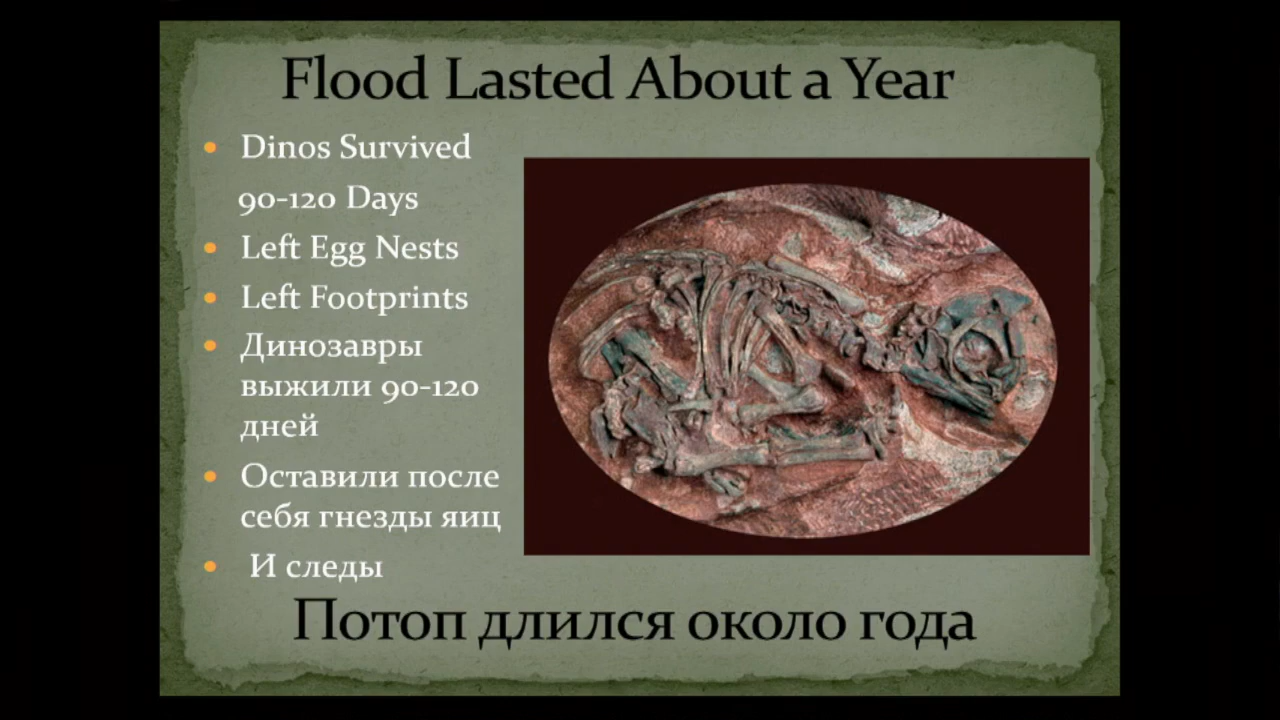 Flood Lasted About a Year
Dinos Survived
90-120 Days
Left Egg Nests
Left Footprints
Динозавры
выжили 90-120
дней
Оставили после
себя гнезды яиц
И следы
Потоп длился около года